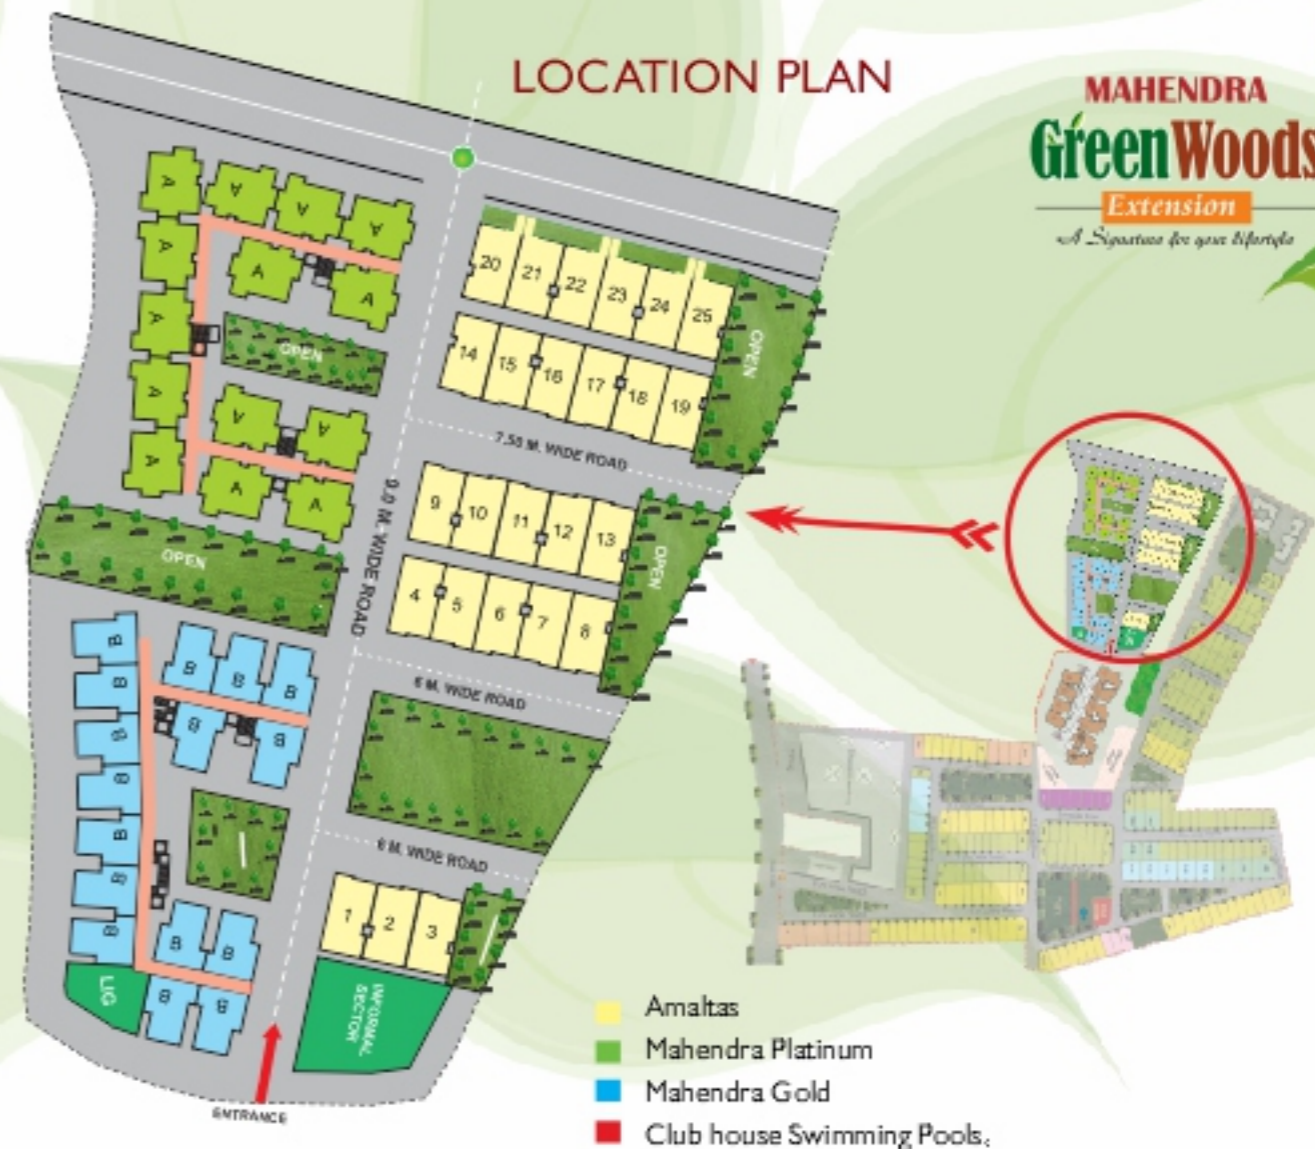 LOCATION PLAN
MAHENDRA
GreenWoods
Extension
A Signature for your lifestyle
A A A A
A A A
A
OPEN
A
A A A
A A A
OPEN
20 21 22 23 24 25
14 15 16 17 18 19
OPEN
7.55 M. WIDE ROAD
9.0 M. WIDE ROAD
9 10 11 12 13
4 5 6 7 8
OPEN
6 M. WIDE ROAD
B B B B
B B B
B
B
B
B
B B B
B B
6 M. WIDE ROAD
1 2 3
LIG
INFORMAL
SECTOR
ENTRANCE
Amaltas
Mahendra Platinum
Mahendra Gold
Club house Swimming Pools,